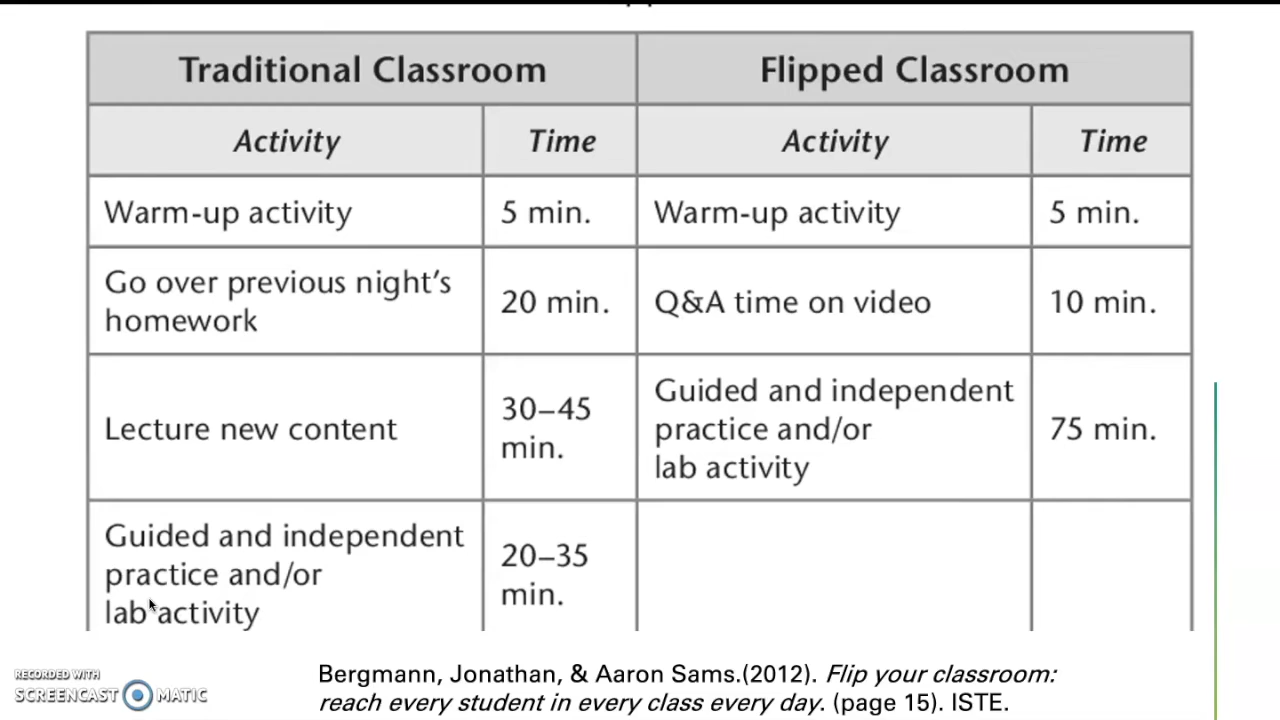 Traditional Classroom
Flipped Classroom
Activity
Time
Activity
Time
Warm-up activity
5 min.
Warm-up activity
5 min.
Go over previous night's
homework
20 min.
Q&A time on video
10 min.
Lecture new content
30–45
min.
Guided and independent
practice and/or
lab activity
75 min.
Guided and independent
practice and/or
lab activity
20–35
min.
Bergmann, Jonathan, & Aaron Sams.(2012). Flip your classroom:
reach every student in every class every day. (page 15). ISTE.
RECORDED WITH
SCREENCAST MATIC